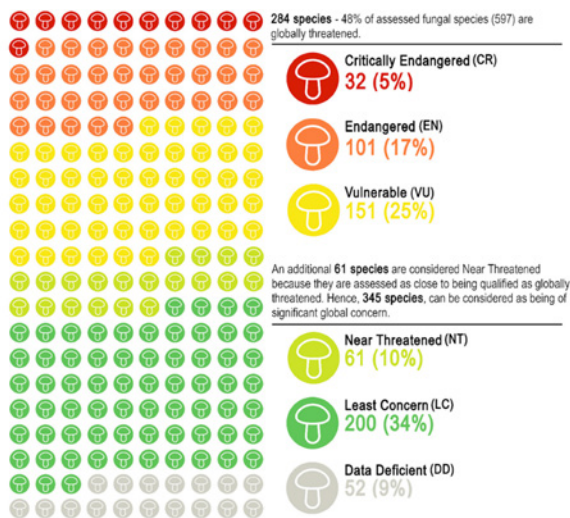 284 species - 48% of assessed fungal species (597) are
globally threatened.
Critically Endangered (CR)
32 (5%)
Endangered (EN)
101 (17%)
Vulnerable (VU)
151 (25%)
An additional 61 species are considered Near Threatened
because they are assessed as close to being qualified as globally
threatened. Hence, 345 species, can be considered as being of
significant global concern.
Near Threatened (NT)
61 (10%)
Least Concern (LC)
200 (34%)
Data Deficient (DD)
52 (9%)